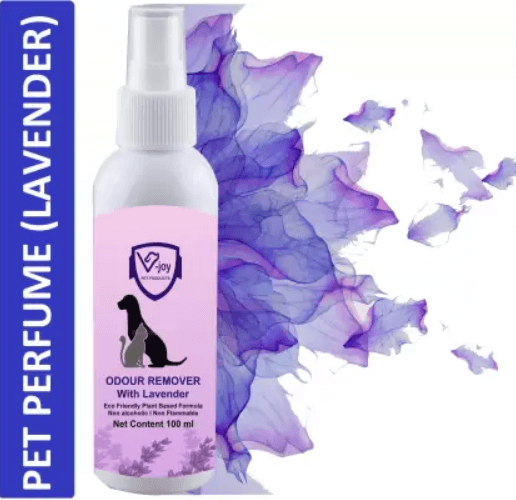 PET PERFUME (LAVENDER)
V-joy
PET PRODUCTS
ODOUR REMOVER
With Lavender
Eco Friendly Plant Based Formula
Non alcoholic I Non Flammable
Net Content 100 ml